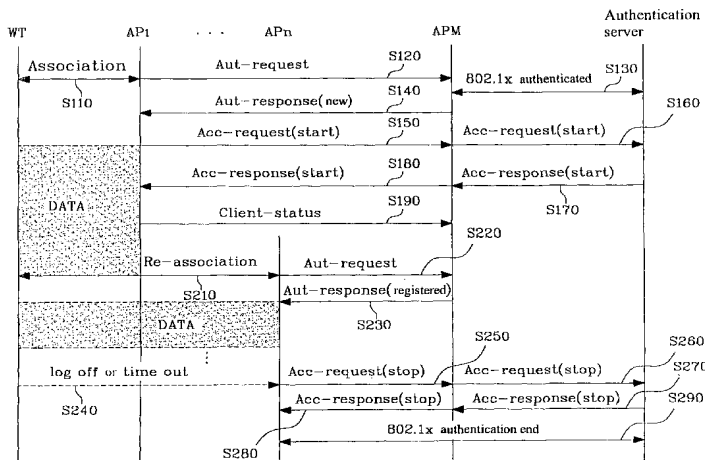 WT
AP1
. . .
APn
APM
Authentication
server
Association
S110
Aut-request
S120
802.1x authenticated
S130
Aut-response(new)
S140
Acc-request(start)
S150
Acc-request(start)
S160
Acc-response(start)
S180
Acc-response(start)
S170
DATA
Client-status
S190
Re-association
S210
Aut-request
S220
Aut-response(registered)
S230
DATA
log off or time out
S240
Acc-request(stop)
S250
Acc-request(stop)
S260
Acc-response(stop)
S280
Acc-response(stop)
S270
802.1x authentication end
S290